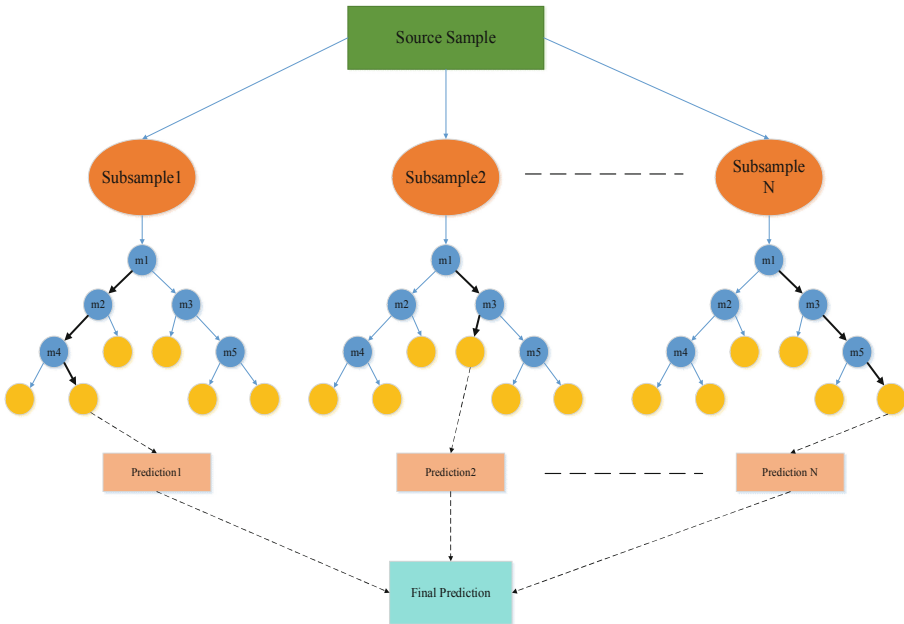 Source Sample
Subsample1
Subsample2
Subsample
N
m1
m1
m1
m2
m3
m2
m3
m2
m3
m4
m5
m4
m5
m4
m5
Prediction1
Prediction2
Prediction N
Final Prediction